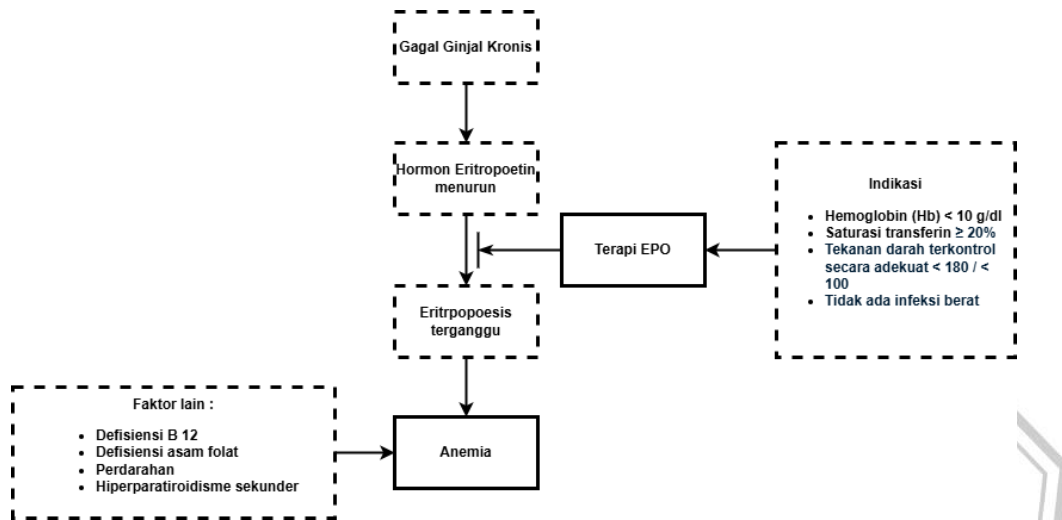 Gagal Ginjal Kronis
Hormon Eritropoetin
menurun
Indikasi
• Hemoglobin (Hb) < 10 g/dl
• Saturasi transferin ≥ 20%
• Tekanan darah terkontrol
secara adekuat < 180 / <
100
• Tidak ada infeksi berat
Terapi EPO
Eritrpopoesis
terganggu
Faktor lain :
• Defisiensi B 12
• Defisiensi asam folat
• Perdarahan
• Hiperparatiroidisme sekunder
Anemia